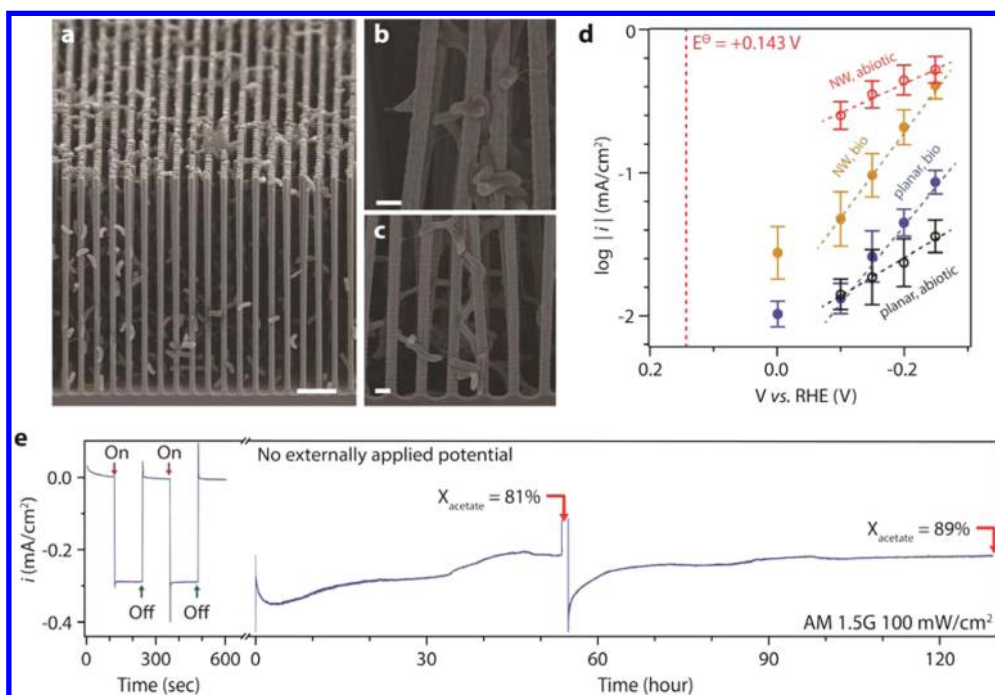 a
b
c
d
E⊖ = +0.143 V
NW, abiotic
NW, bio
planar, bio
planar, abiotic
0
-1
-2
log | i | (mA/cm²)
0.2
0.0
-0.2
V vs. RHE (V)
e
On
On
Off
Off
No externally applied potential
X_acetate = 81%
X_acetate = 89%
AM 1.5G 100 mW/cm²
0.0
-0.2
-0.4
i (mA/cm²)
0
300
600
Time (sec)
0
30
60
90
120
Time (hour)